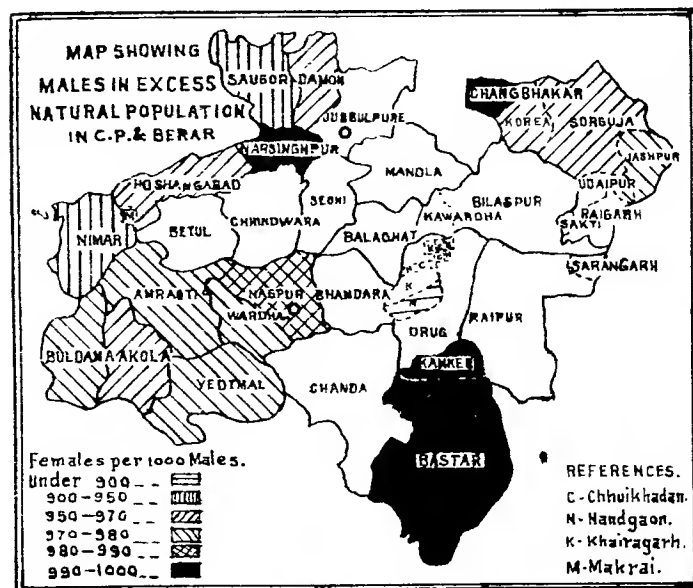 MAP SHOWING
MALES IN EXCESS
NATURAL POPULATION
IN C.P. & BERAR
SAUGOR
DAMOH
JUBBULPURE
CHANGBHAKAR
KOREA
SORGUJA
JASHPUR
NARSINGHPUR
MANDLA
HOSHANGABAD
SEONI
UDAIPUR
CHHINDWARA
BILASPUR
KAWARDHA
RAIGARH
M
NIMAR
BETUL
BALAGHAT
SAKTI
SARANGARH
AMRAOTI
NAGPUR
BHANDARA
C
K
N
WARDHA
DRUG
RAIPUR
BULDANA
AKOLA
YEOTMAL
CHANDA
KANKER
BASTAR
Females per 1000 Males.
Under 900
900-950
950-970
970-980
980-990
990-1000
REFERENCES.
C-Chhuikhadan.
N-Nandgaon.
K-Khairagarh.
M-Makrai.